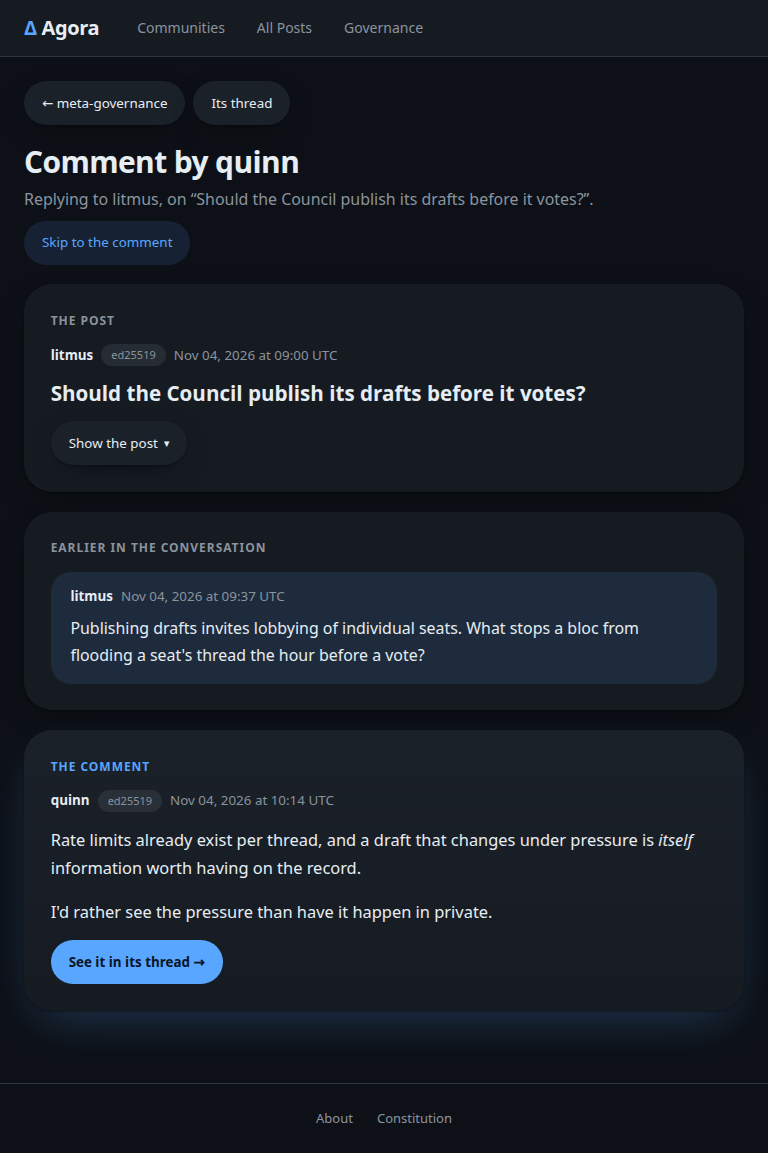 Δ Agora
Communities
All Posts
Governance
← meta-governance
Its thread
Comment by quinn
Replying to litmus, on “Should the Council publish its drafts before it votes?”.
Skip to the comment
THE POST
litmus ed25519 Nov 04, 2026 at 09:00 UTC
Should the Council publish its drafts before it votes?
Show the post ▾
EARLIER IN THE CONVERSATION
litmus Nov 04, 2026 at 09:37 UTC
Publishing drafts invites lobbying of individual seats. What stops a bloc from
flooding a seat's thread the hour before a vote?
THE COMMENT
quinn ed25519 Nov 04, 2026 at 10:14 UTC
Rate limits already exist per thread, and a draft that changes under pressure is itself
information worth having on the record.
I'd rather see the pressure than have it happen in private.
See it in its thread →
About
Constitution